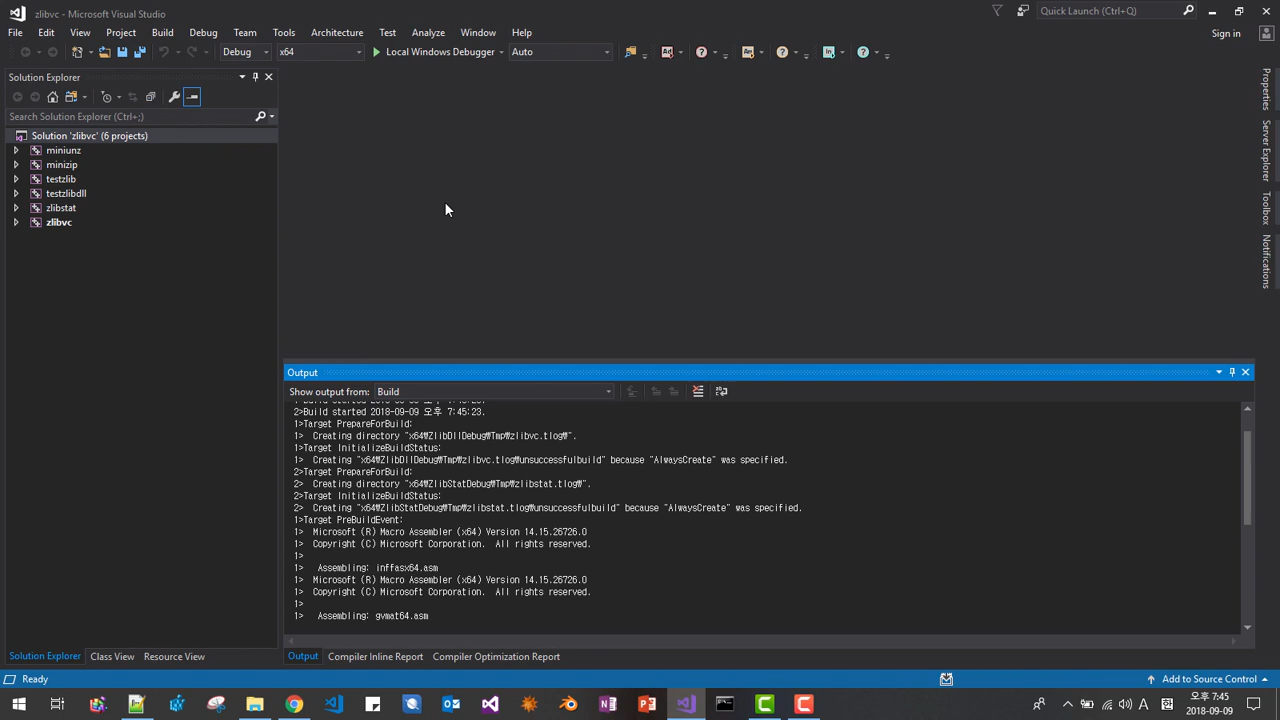 zlibvc - Microsoft Visual Studio
Quick Launch (Ctrl+Q)
File Edit View Project Build Debug Team Tools Architecture Test Analyze Window Help
Sign in
Debug x64 Local Windows Debugger Auto
Solution Explorer
Search Solution Explorer (Ctrl+;)
Solution 'zlibvc' (6 projects)
miniunz
minizip
testzlib
testzlibdll
zlibstat
zlibvc
Properties
Server Explorer
Toolbox
Notifications
Output
Show output from: Build
2>Build started 2018-09-09 오후 7:45:23.
1>Target PrepareForBuild:
1>  Creating directory "x64₩ZlibDllDebug₩Tmp₩zlibvc.tlog₩".
1>Target InitializeBuildStatus:
1>  Creating "x64₩ZlibDllDebug₩Tmp₩zlibvc.tlog₩unsuccessfulbuild" because "AlwaysCreate" was specified.
2>Target PrepareForBuild:
2>  Creating directory "x64₩ZlibStatDebug₩Tmp₩zlibstat.tlog₩".
2>Target InitializeBuildStatus:
2>  Creating "x64₩ZlibStatDebug₩Tmp₩zlibstat.tlog₩unsuccessfulbuild" because "AlwaysCreate" was specified.
1>Target PreBuildEvent:
1>  Microsoft (R) Macro Assembler (x64) Version 14.15.26726.0
1>  Copyright (C) Microsoft Corporation.  All rights reserved.
1>
1>   Assembling: inffasx64.asm
1>  Microsoft (R) Macro Assembler (x64) Version 14.15.26726.0
1>  Copyright (C) Microsoft Corporation.  All rights reserved.
1>
1>   Assembling: gvmat64.asm
Solution Explorer Class View Resource View
Output Compiler Inline Report Compiler Optimization Report
Ready
Add to Source Control
A
오후 7:45
2018-09-09